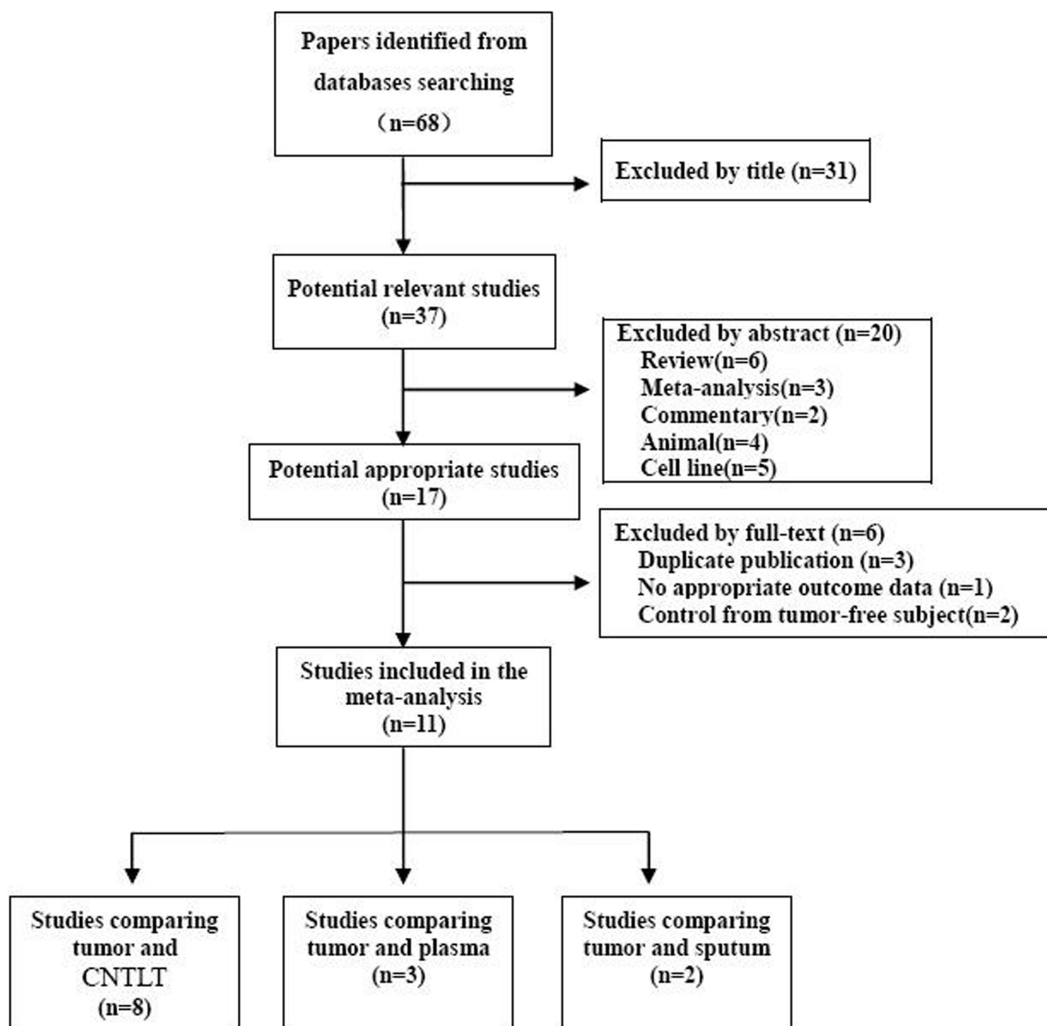 Papers identified from
databases searching
（n=68）
Excluded by title (n=31)
Potential relevant studies
(n=37)
Excluded by abstract (n=20)
Review(n=6)
Meta-analysis(n=3)
Commentary(n=2)
Animal(n=4)
Cell line(n=5)
Potential appropriate studies
(n=17)
Excluded by full-text (n=6)
Duplicate publication (n=3)
No appropriate outcome data (n=1)
Control from tumor-free subject(n=2)
Studies included in the
meta-analysis
(n=11)
Studies comparing
tumor and
CNTLT
(n=8)
Studies comparing
tumor and plasma
(n=3)
Studies comparing
tumor and sputum
(n=2)